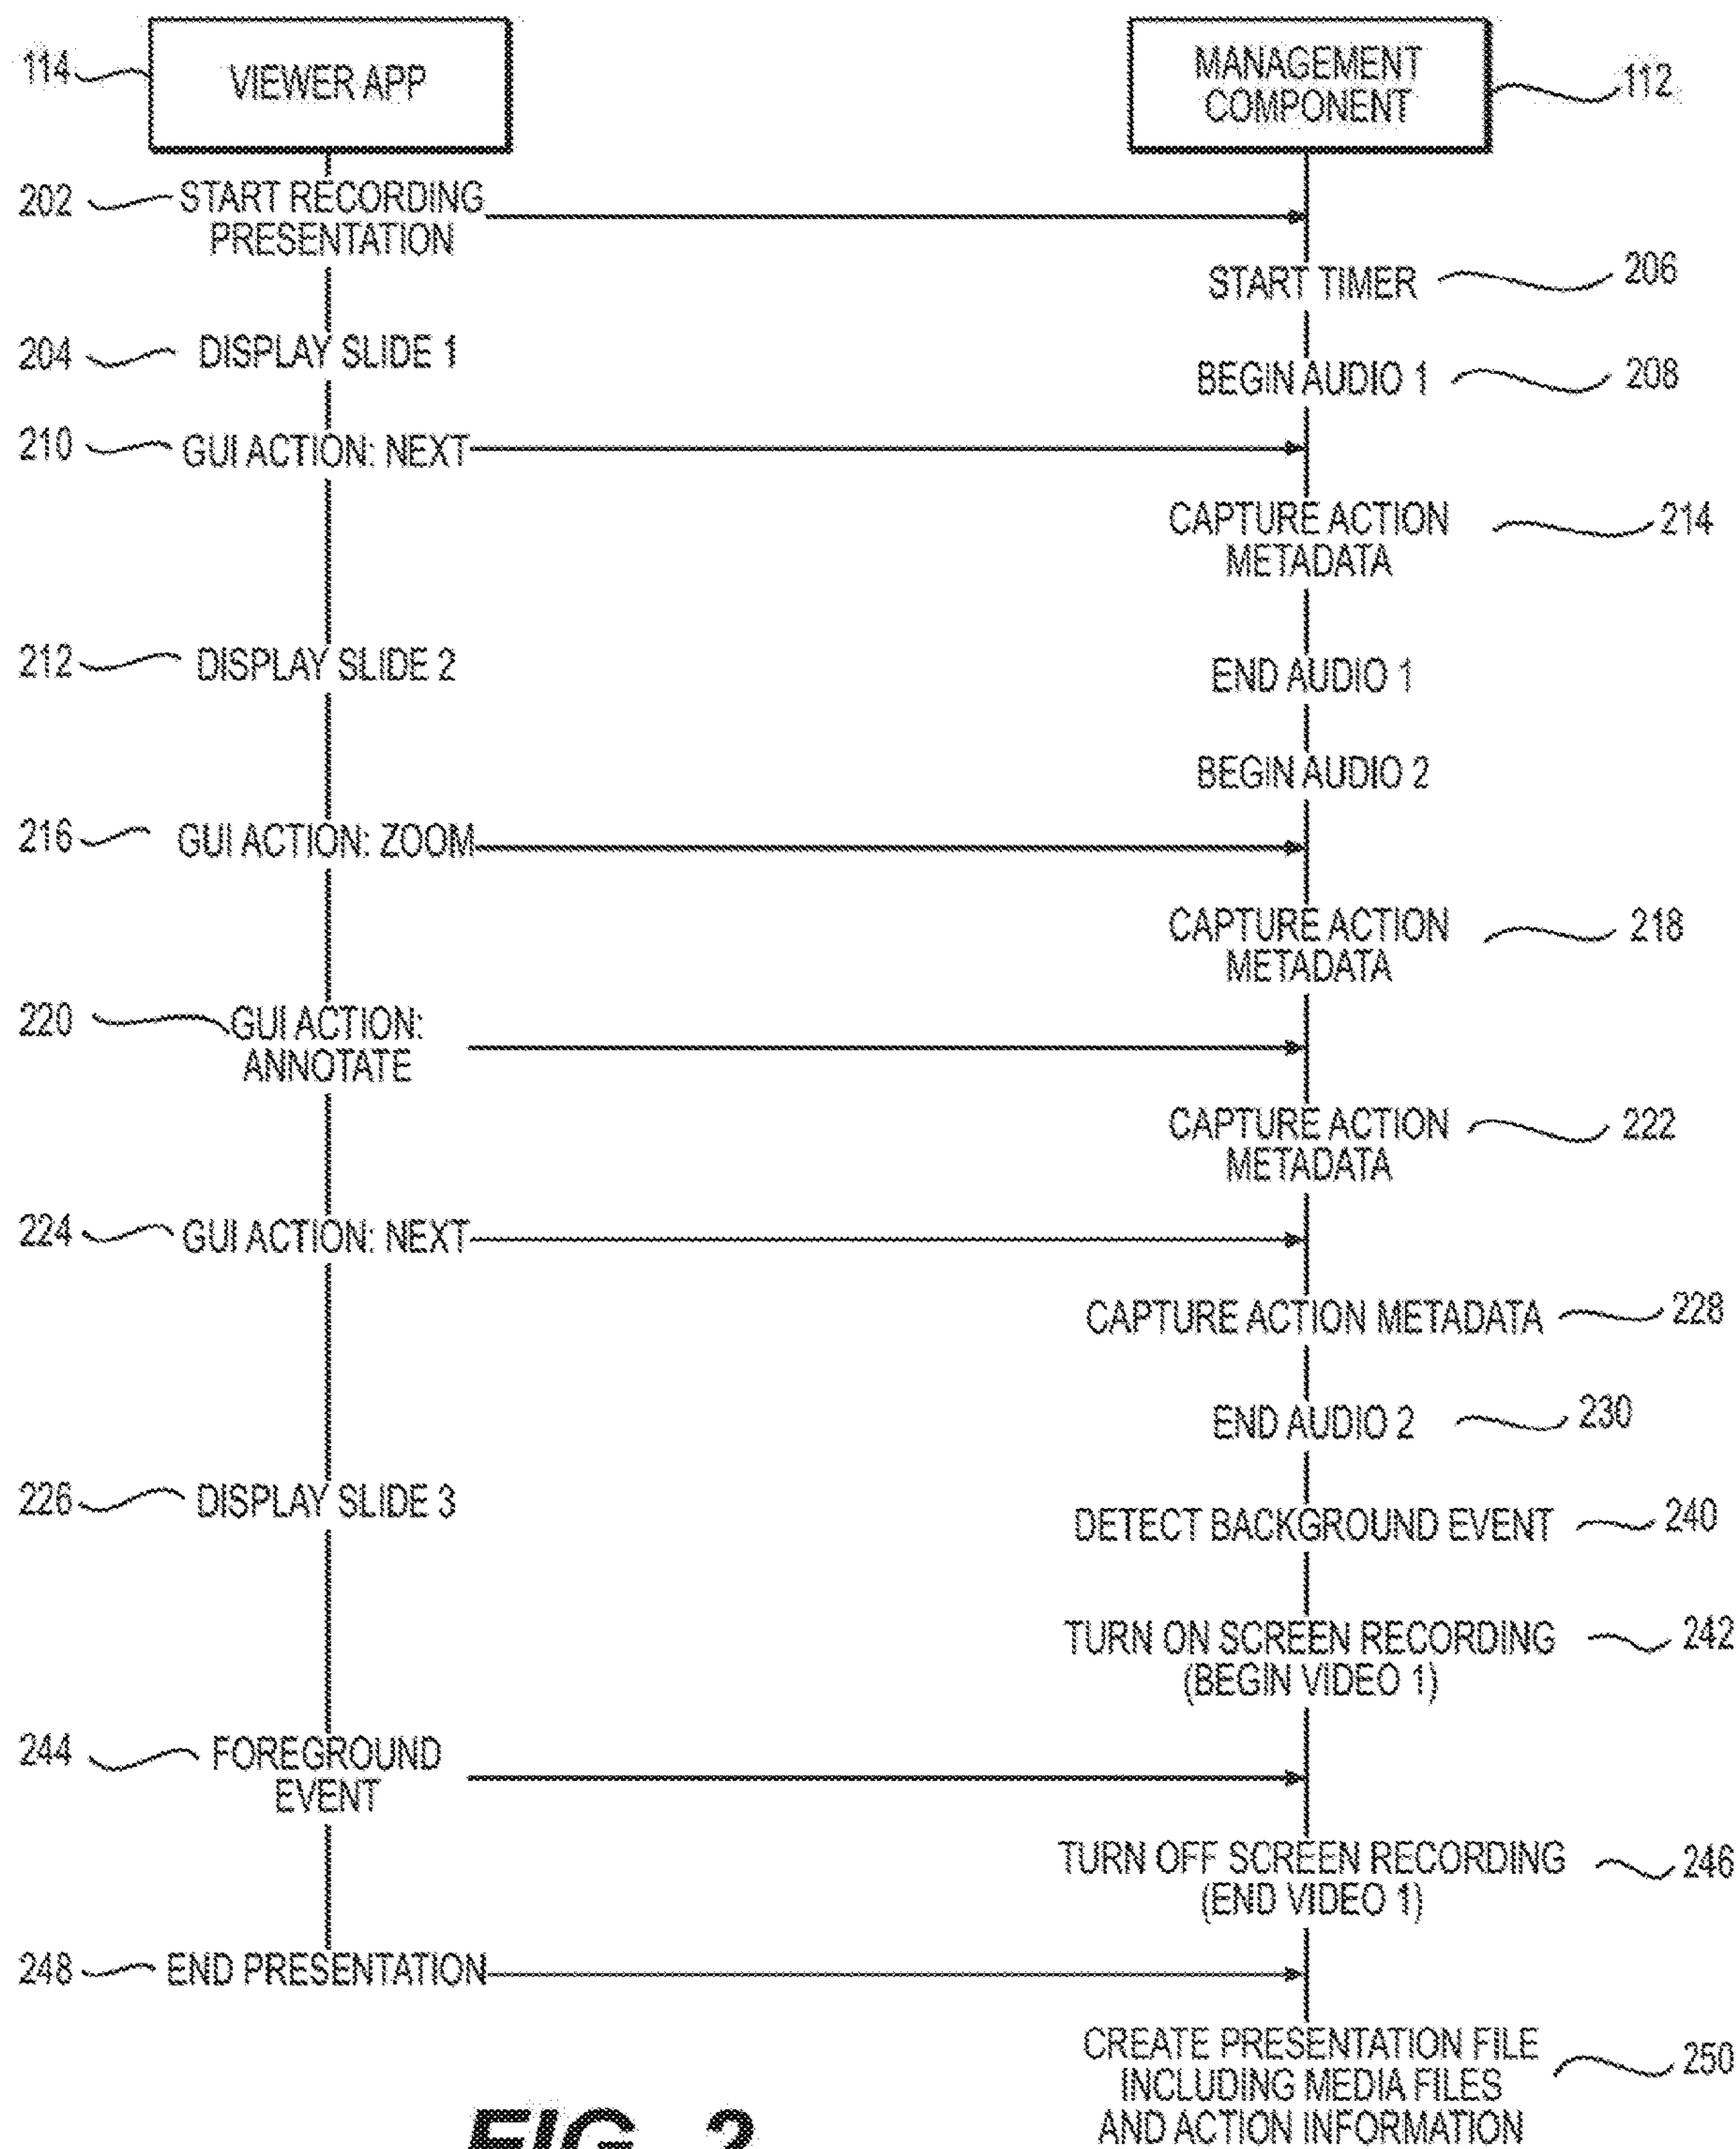 114
VIEWER APP
MANAGEMENT
COMPONENT
112
202
START RECORDING
PRESENTATION
START TIMER
206
204
DISPLAY SLIDE 1
BEGIN AUDIO 1
208
210
GUI ACTION: NEXT
CAPTURE ACTION
METADATA
214
212
DISPLAY SLIDE 2
END AUDIO 1
BEGIN AUDIO 2
216
GUI ACTION: ZOOM
CAPTURE ACTION
METADATA
218
220
GUI ACTION:
ANNOTATE
CAPTURE ACTION
METADATA
222
224
GUI ACTION: NEXT
CAPTURE ACTION METADATA
228
END AUDIO 2
230
226
DISPLAY SLIDE 3
DETECT BACKGROUND EVENT
240
TURN ON SCREEN RECORDING
(BEGIN VIDEO 1)
242
244
FOREGROUND
EVENT
TURN OFF SCREEN RECORDING
(END VIDEO 1)
246
248
END PRESENTATION
CREATE PRESENTATION FILE
INCLUDING MEDIA FILES
AND ACTION INFORMATION
250
FIG. 2